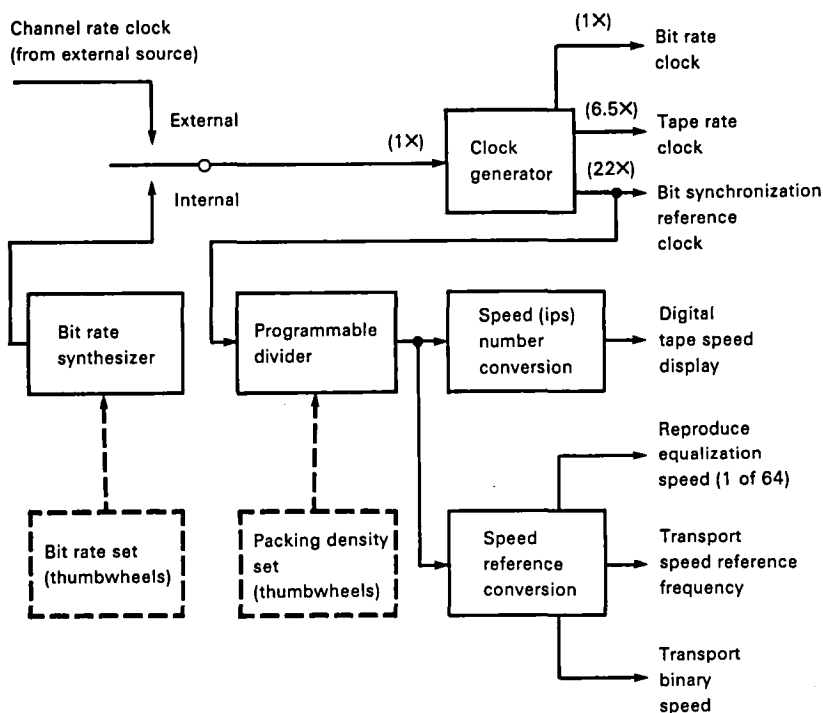 Channel rate clock
(from external source)
(1X)
Bit rate
clock
External
(1X)
Clock
generator
(6.5X)
Tape rate
clock
(22X)
Internal
Bit synchronization
reference
clock
Bit rate
synthesizer
Programmable
divider
Speed (ips)
number
conversion
Digital
tape speed
display
Reproduce
equalization
speed (1 of 64)
Bit rate set
(thumbwheels)
Packing density
set
(thumbwheels)
Speed
reference
conversion
Transport
speed reference
frequency
Transport
binary
speed